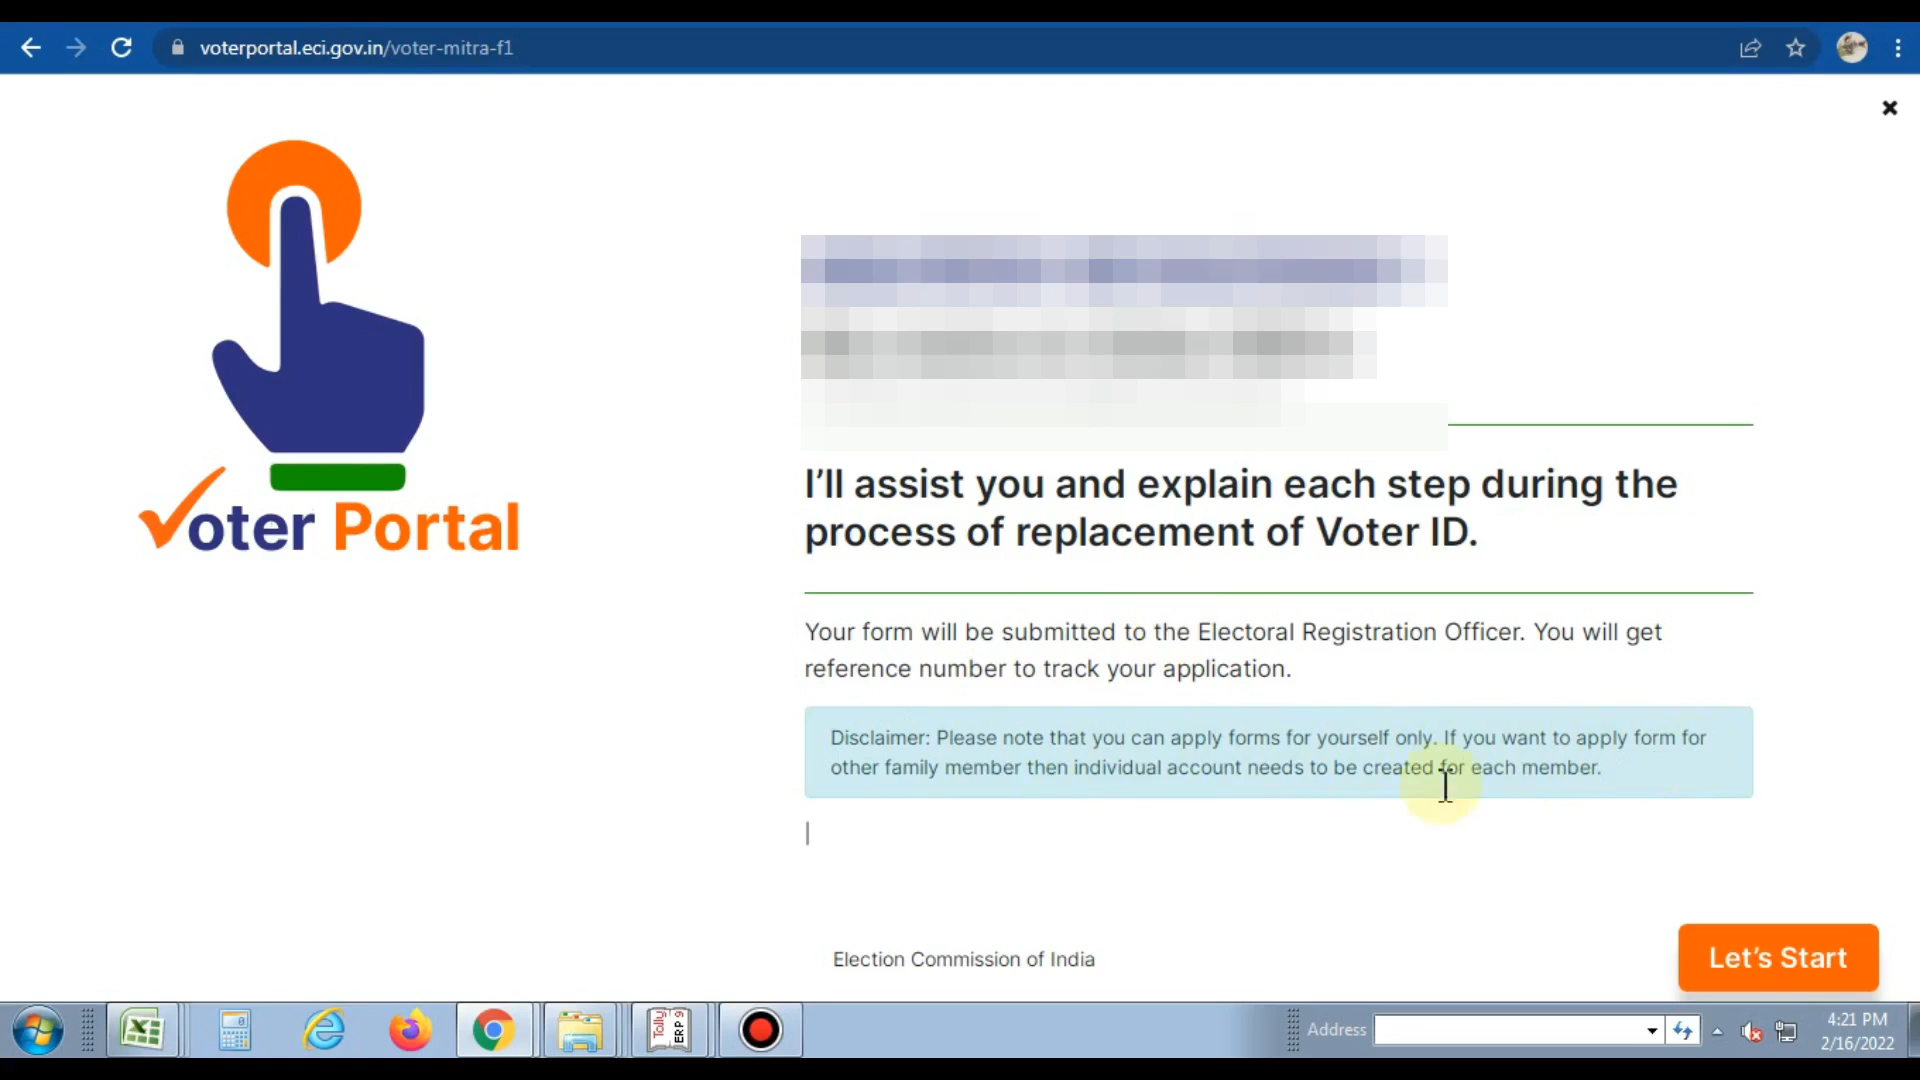 voterportal.eci.gov.in/voter-mitra-f1
Voter Portal
I'll assist you and explain each step during the
process of replacement of Voter ID.
Your form will be submitted to the Electoral Registration Officer. You will get
reference number to track your application.
Disclaimer: Please note that you can apply forms for yourself only. If you want to apply form for
other family member then individual account needs to be created for each member.
Election Commission of India
Let's Start
Tally
ERP 9
Address
4:21 PM
2/16/2022